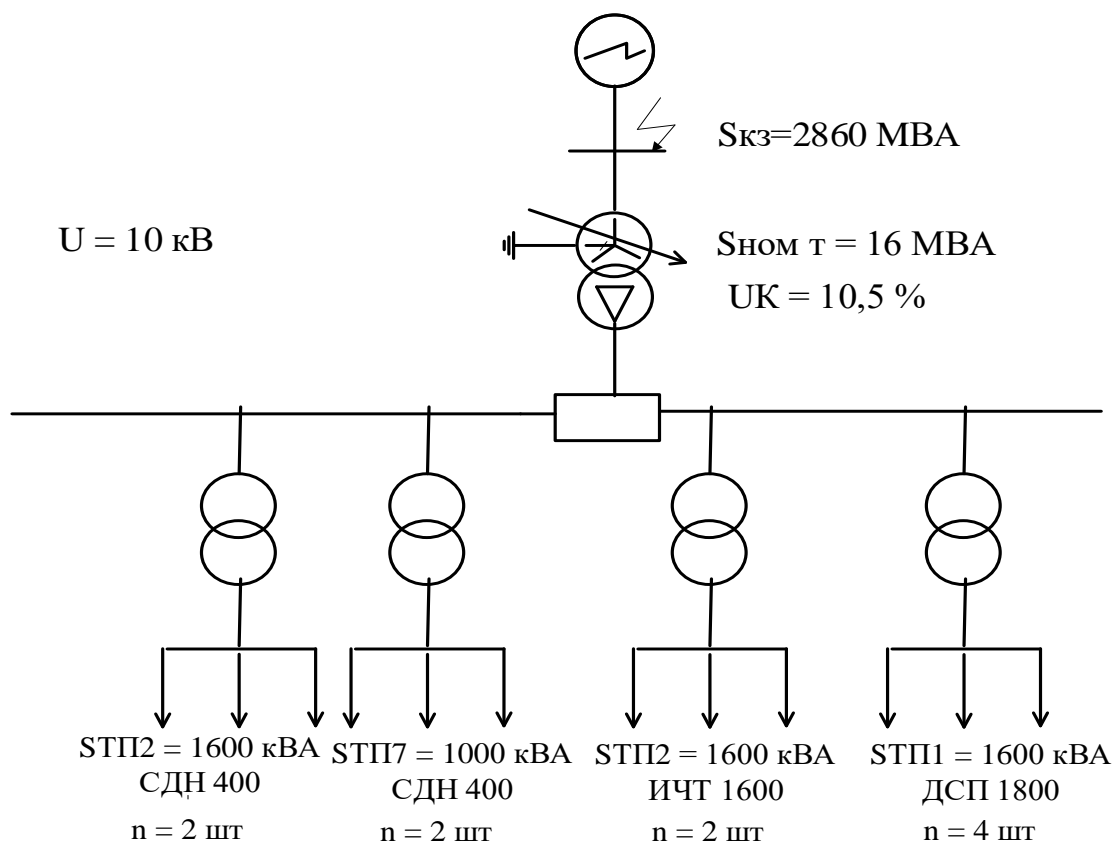 Sкз=2860 МВА
U = 10 кВ
Sном т = 16 МВА
UК = 10,5 %
SТП2 = 1600 кВА
СДН 400
n = 2 шт
SТП7 = 1000 кВА
СДН 400
n = 2 шт
SТП2 = 1600 кВА
ИЧТ 1600
n = 2 шт
SТП1 = 1600 кВА
ДСП 1800
n = 4 шт